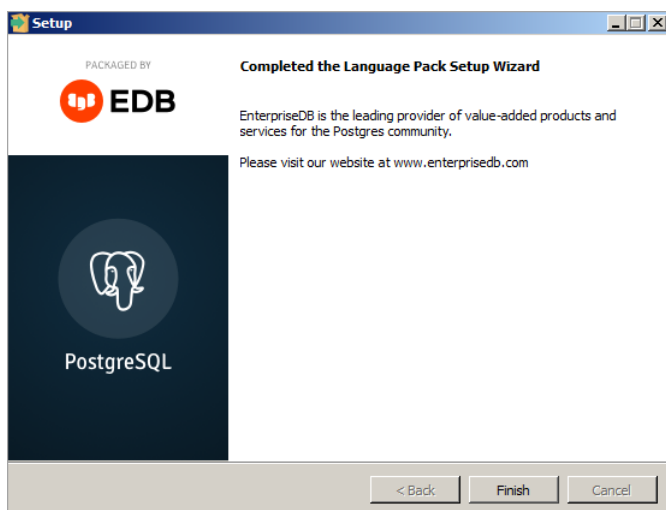 Setup
PACKAGED BY
EDB
Completed the Language Pack Setup Wizard
EnterpriseDB is the leading provider of value-added products and
services for the Postgres community.
Please visit our website at www.enterprisedb.com
PostgreSQL
< Back
Finish
Cancel